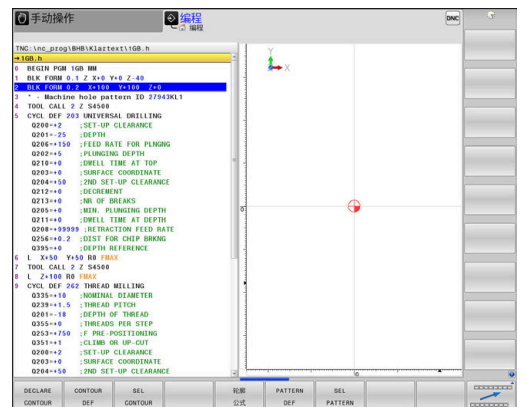 手动操作
编程
编程
DNC
TNC:\nc_prog\BHB\Klartext\1GB.h
→1GB.h
0 BEGIN PGM 1GB MM
1 BLK FORM 0.1 Z X+0 Y+0 Z-40
2 BLK FORM 0.2 X+100 Y+100 Z+0
3 * - Machine hole pattern ID 27943KL1
4 TOOL CALL 2 Z S4500
5 CYCL DEF 203 UNIVERSAL DRILLING
Q200=+2 ;SET-UP CLEARANCE
Q201=-25 ;DEPTH
Q206=+150 ;FEED RATE FOR PLNGNG
Q202=+5 ;PLUNGING DEPTH
Q210=+0 ;DWELL TIME AT TOP
Q203=+0 ;SURFACE COORDINATE
Q204=+50 ;2ND SET-UP CLEARANCE
Q212=+0 ;DECREMENT
Q213=+0 ;NR OF BREAKS
Q205=+0 ;MIN. PLUNGING DEPTH
Q211=+0 ;DWELL TIME AT DEPTH
Q208=+99999 ;RETRACTION FEED RATE
Q256=+0.2 ;DIST FOR CHIP BRKNG
Q395=+0 ;DEPTH REFERENCE
6 L X+50 Y+50 R0 FMAX
7 TOOL CALL 2 Z S4500
8 L Z+100 R0 FMAX
9 CYCL DEF 262 THREAD MILLING
Q335=+10 ;NOMINAL DIAMETER
Q239=+1.5 ;THREAD PITCH
Q201=-18 ;DEPTH OF THREAD
Q355=+0 ;THREADS PER STEP
Q253=+750 ;F PRE-POSITIONING
Q351=+1 ;CLIMB OR UP-CUT
Q200=+2 ;SET-UP CLEARANCE
Q203=+0 ;SURFACE COORDINATE
Q204=+50 ;2ND SET-UP CLEARANCE
Y
X
0
0
DECLARE CONTOUR
CONTOUR DEF
SEL CONTOUR
轮廓 公式
PATTERN DEF
SEL PATTERN